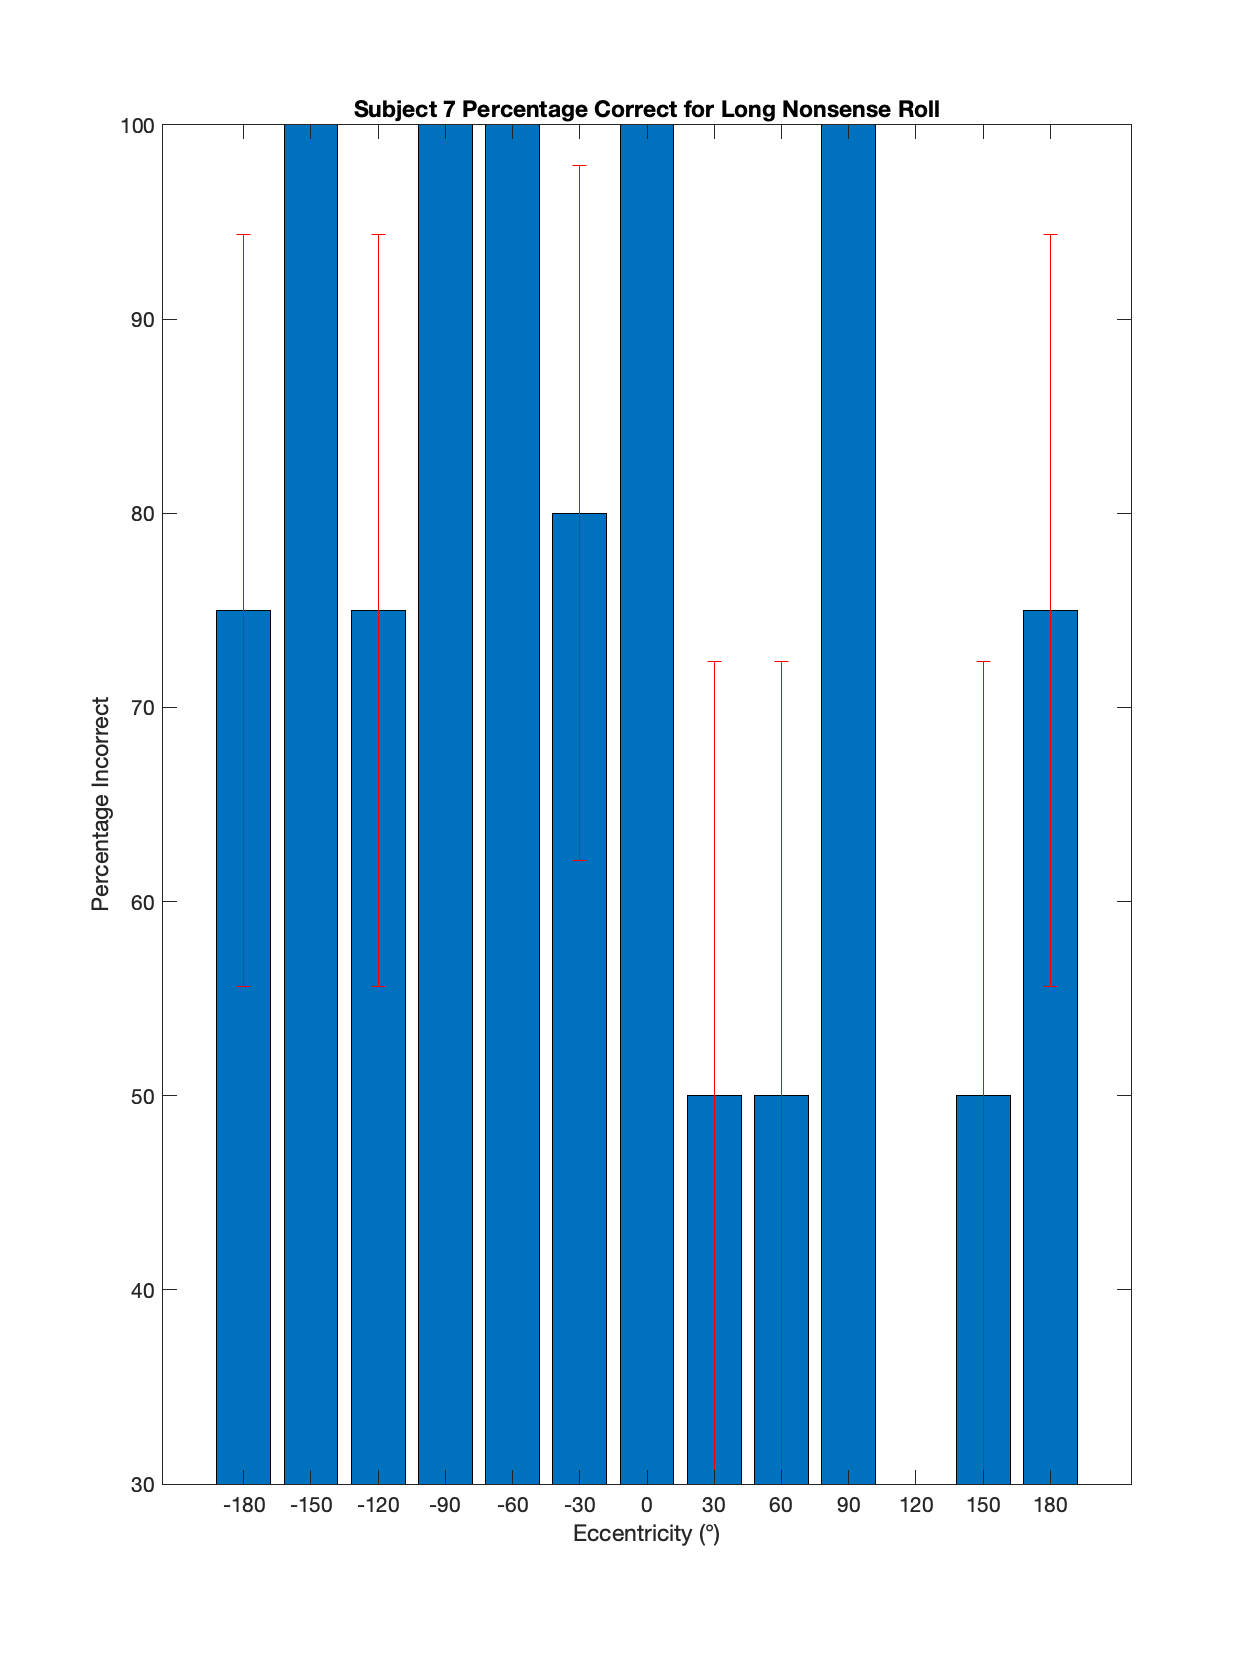 Subject 7 Percentage Correct for Long Nonsense Roll
100
90
80
70
60
50
40
30
Percentage Incorrect
-180 -150 -120 -90 -60 -30 0 30 60 90 120 150 180
Eccentricity (°)